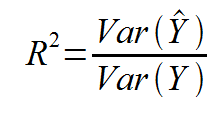 R² = Var(Ŷ) / Var(Y)